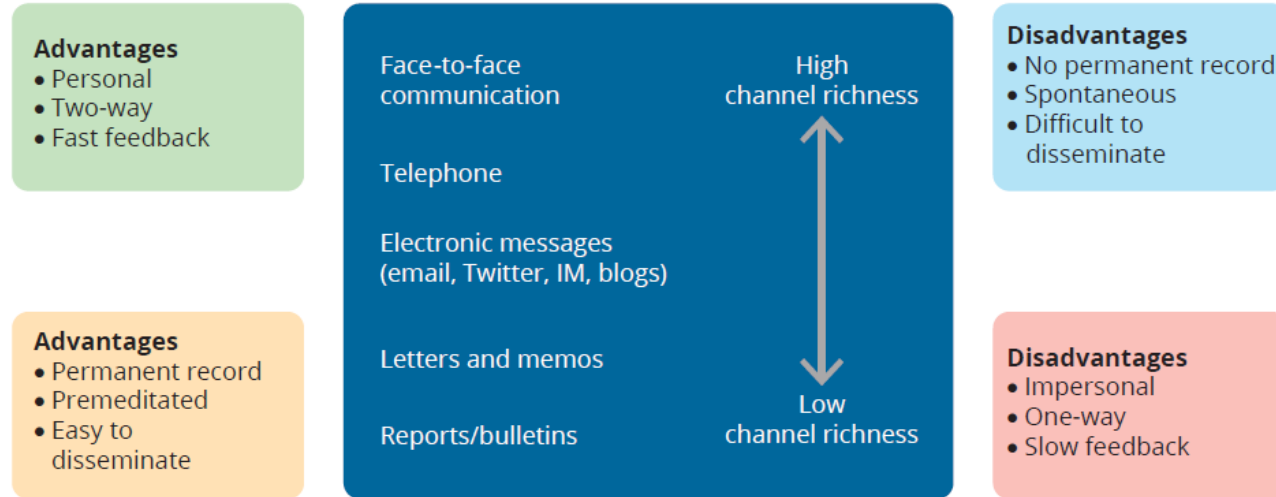 Advantages
• Personal
• Two-way
• Fast feedback
Face-to-face
communication
High
channel richness
Disadvantages
• No permanent record
• Spontaneous
• Difficult to
disseminate
Telephone
Electronic messages
(email, Twitter, IM, blogs)
Advantages
• Permanent record
• Premeditated
• Easy to
disseminate
Letters and memos
Reports/bulletins
Low
channel richness
Disadvantages
• Impersonal
• One-way
• Slow feedback